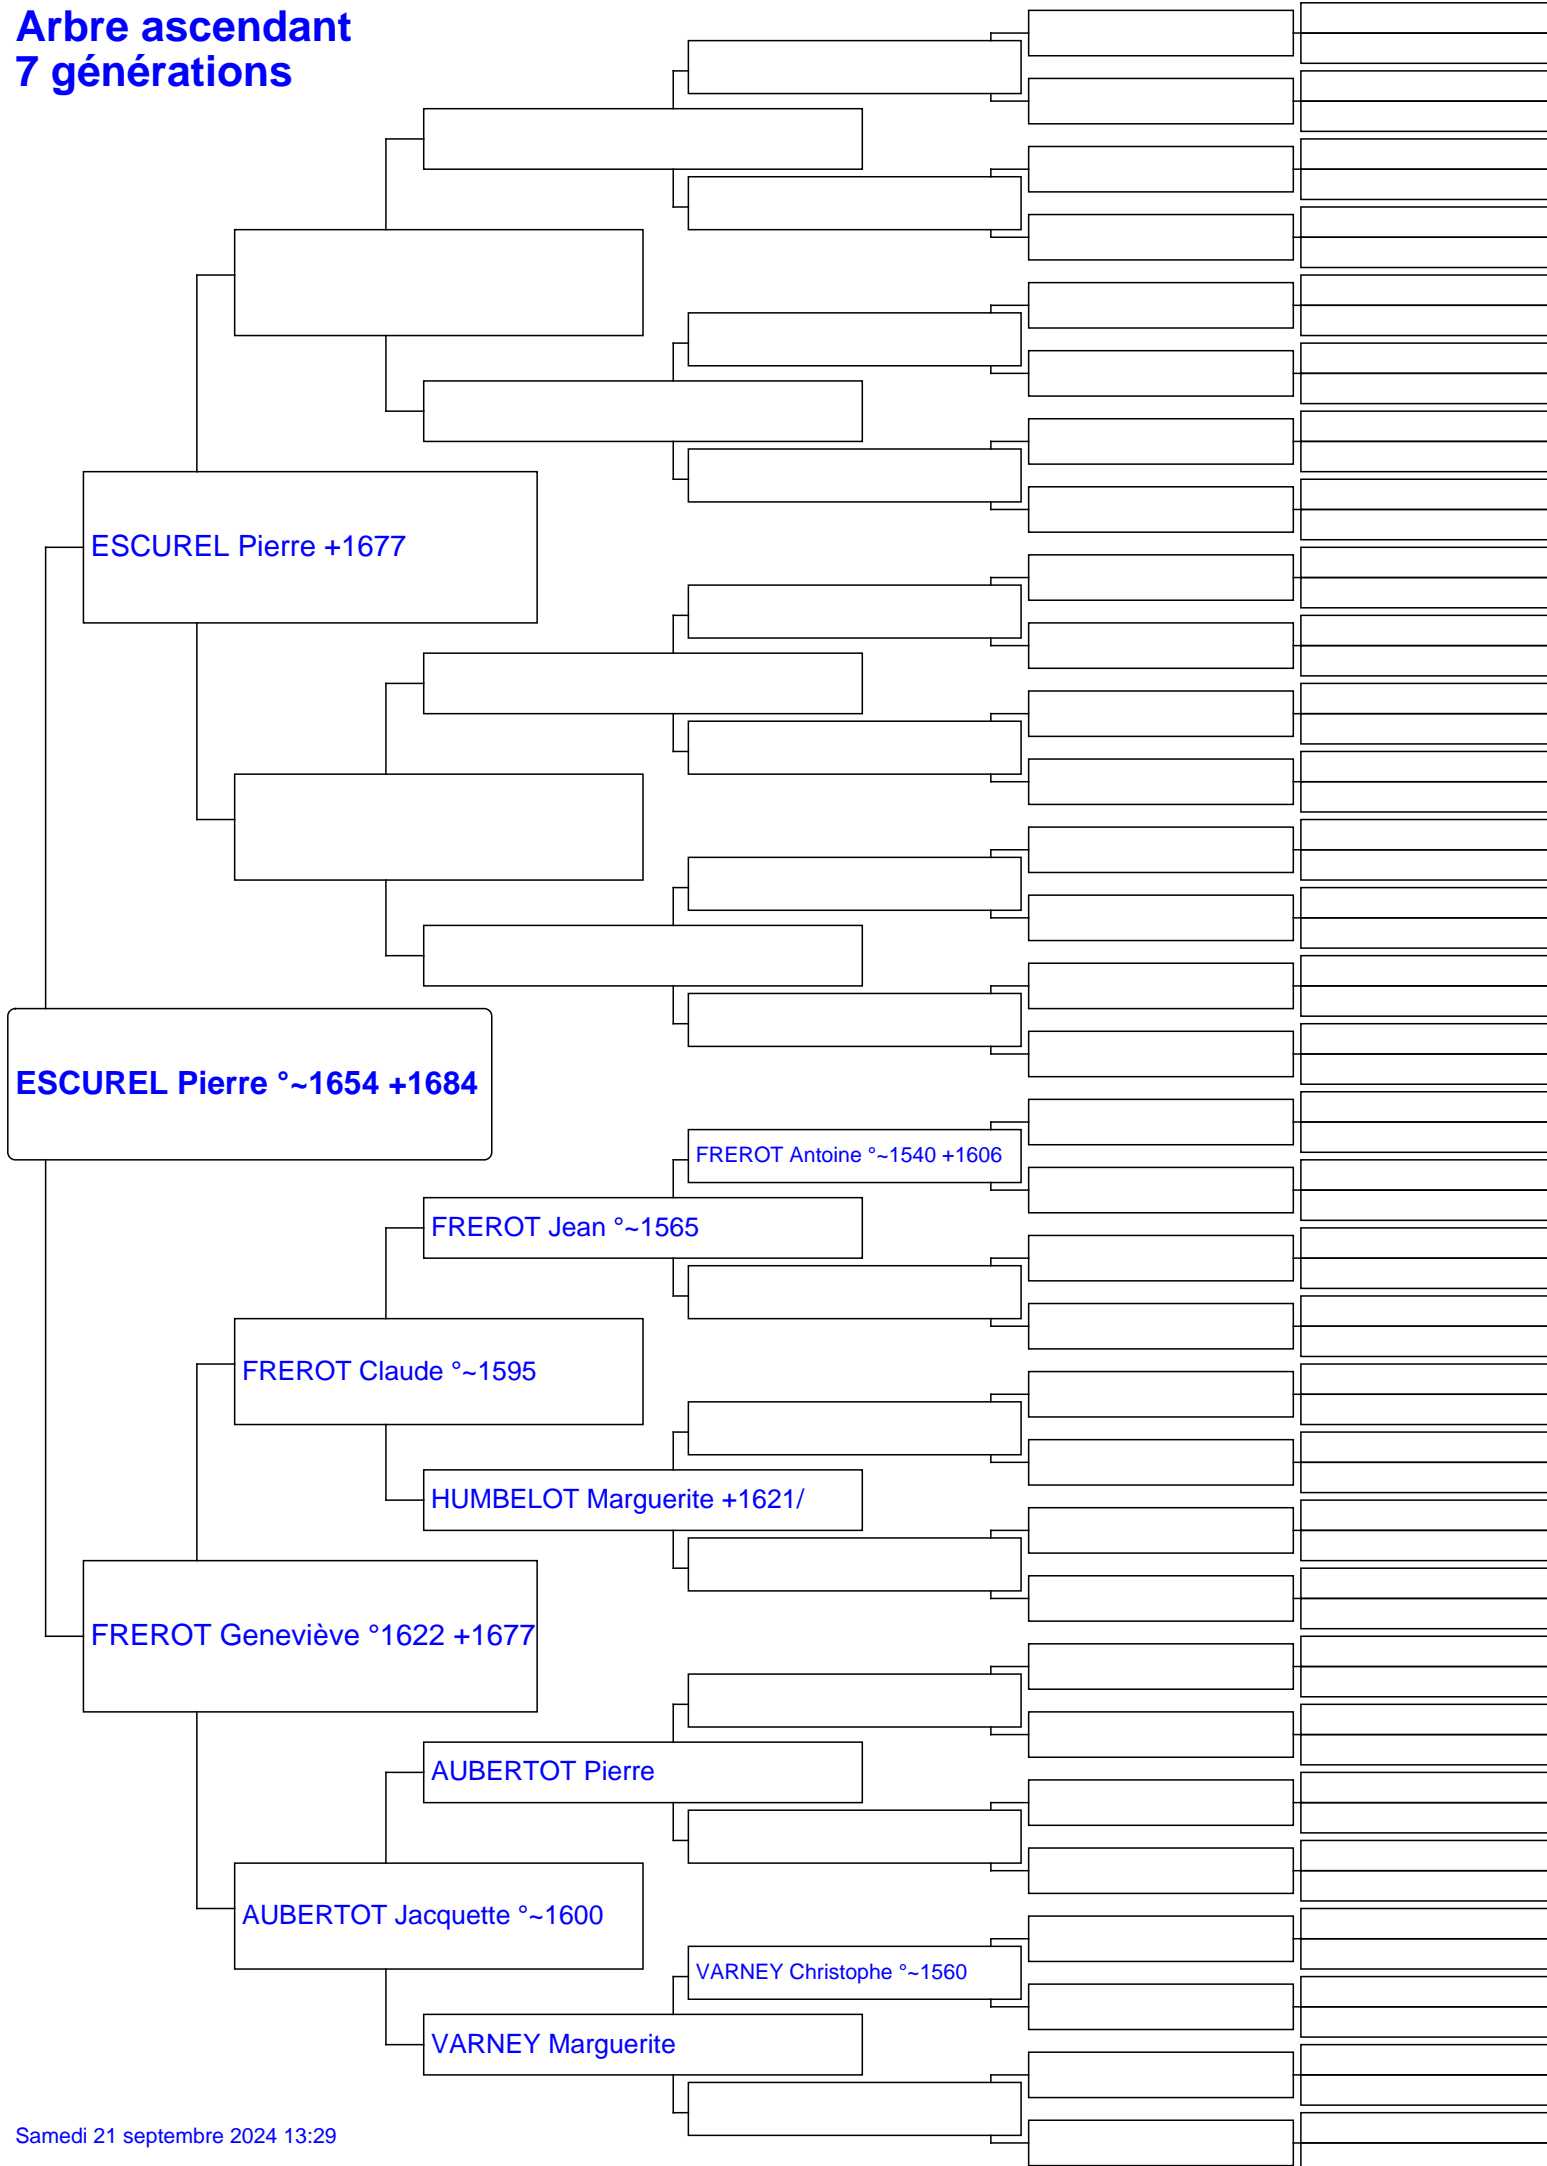 Arbre ascendant
7 générations
ESCUREL Pierre +1677
ESCUREL Pierre °~1654 +1684
FREROT Antoine °~1540 +1606
FREROT Jean °~1565
FREROT Claude °~1595
HUMBELOT Marguerite +1621/
FREROT Geneviève °1622 +1677
AUBERTOT Pierre
AUBERTOT Jacquette °~1600
VARNEY Christophe °~1560
VARNEY Marguerite
Samedi 21 septembre 2024 13:29